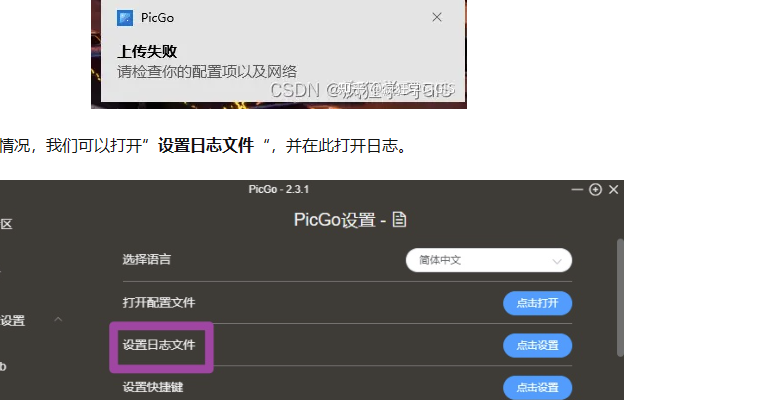 PicGo
上传失败
请检查你的配置项以及网络
CSDN
情况，我们可以打开”设置日志文件“，并在此打开日志。
PicGo - 2.3.1
PicGo设置 -
区
选择语言
简体中文
打开配置文件
点击打开
设置
设置日志文件
点击设置
b
设置快捷键
点击设置